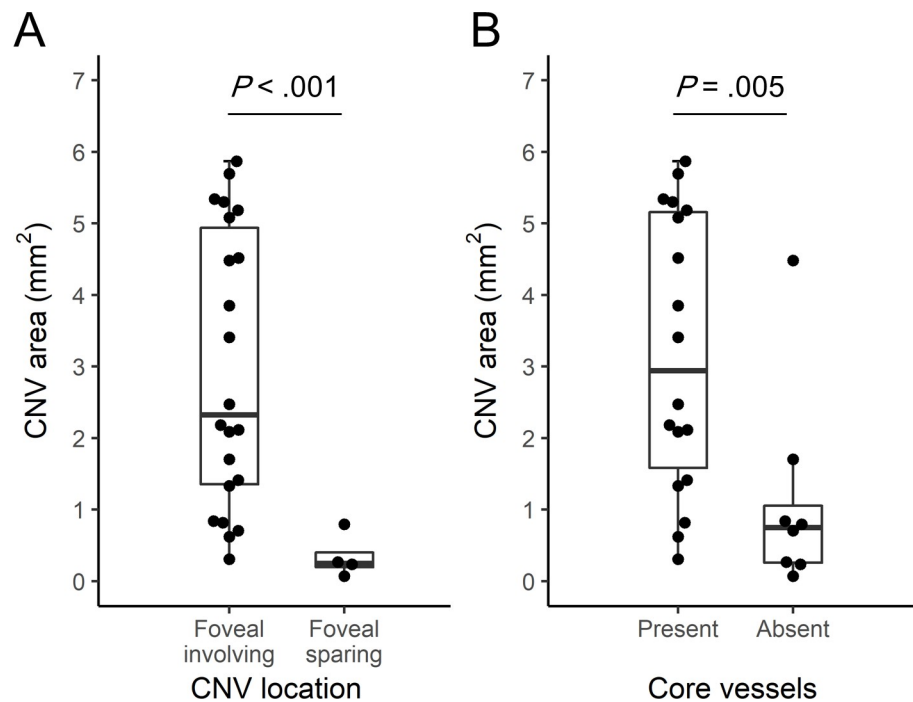 A
P < .001
CNV area (mm²)
7
6
5
4
3
2
1
0
Foveal involving
Foveal sparing
CNV location
B
P = .005
CNV area (mm²)
7
6
5
4
3
2
1
0
Present
Absent
Core vessels